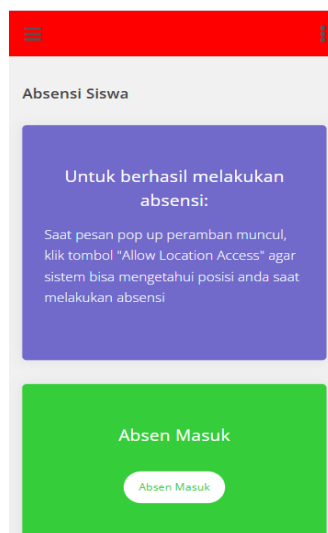 Absensi Siswa
Untuk berhasil melakukan
absensi:
Saat pesan pop up peramban muncul,
klik tombol "Allow Location Access" agar
sistem bisa mengetahui posisi anda saat
melakukan absensi
Absen Masuk
Absen Masuk